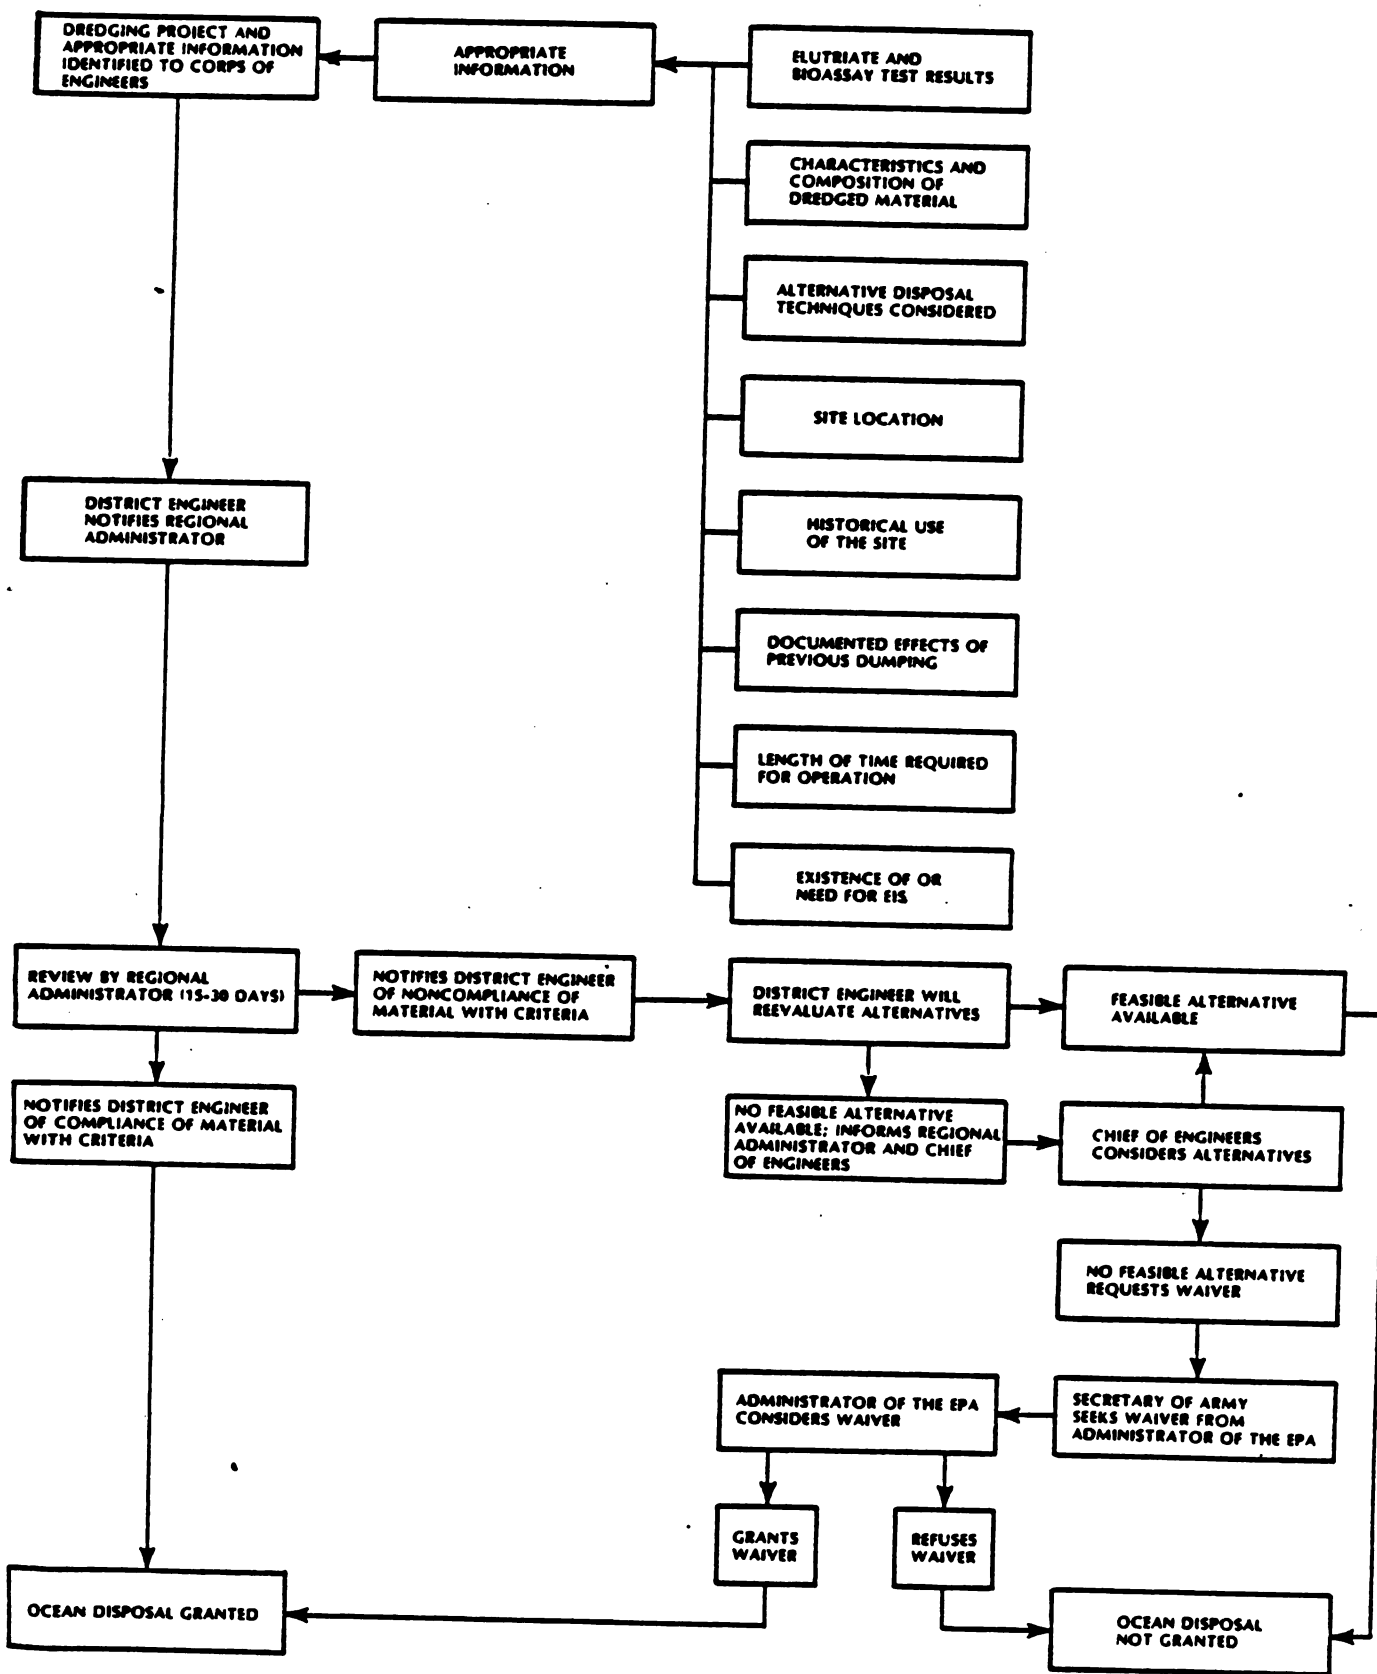 DREDGING PROJECT AND
APPROPRIATE INFORMATION
IDENTIFIED TO CORPS OF
ENGINEERS
APPROPRIATE
INFORMATION
ELUTRIATE AND
BIOASSAY TEST RESULTS
CHARACTERISTICS AND
COMPOSITION OF
DREDGED MATERIAL
ALTERNATIVE DISPOSAL
TECHNIQUES CONSIDERED
SITE LOCATION
DISTRICT ENGINEER
NOTIFIES REGIONAL
ADMINISTRATOR
HISTORICAL USE
OF THE SITE
DOCUMENTED EFFECTS OF
PREVIOUS DUMPING
LENGTH OF TIME REQUIRED
FOR OPERATION
EXISTENCE OF OR
NEED FOR EIS
REVIEW BY REGIONAL
ADMINISTRATOR (15-30 DAYS)
NOTIFIES DISTRICT ENGINEER
OF NONCOMPLIANCE OF
MATERIAL WITH CRITERIA
DISTRICT ENGINEER WILL
REEVALUATE ALTERNATIVES
FEASIBLE ALTERNATIVE
AVAILABLE
NOTIFIES DISTRICT ENGINEER
OF COMPLIANCE OF MATERIAL
WITH CRITERIA
NO FEASIBLE ALTERNATIVE
AVAILABLE; INFORMS REGIONAL
ADMINISTRATOR AND CHIEF
OF ENGINEERS
CHIEF OF ENGINEERS
CONSIDERS ALTERNATIVES
NO FEASIBLE ALTERNATIVE
REQUESTS WAIVER
ADMINISTRATOR OF THE EPA
CONSIDERS WAIVER
SECRETARY OF ARMY
SEEKS WAIVER FROM
ADMINISTRATOR OF THE EPA
GRANTS
WAIVER
REFUSES
WAIVER
OCEAN DISPOSAL GRANTED
OCEAN DISPOSAL
NOT GRANTED